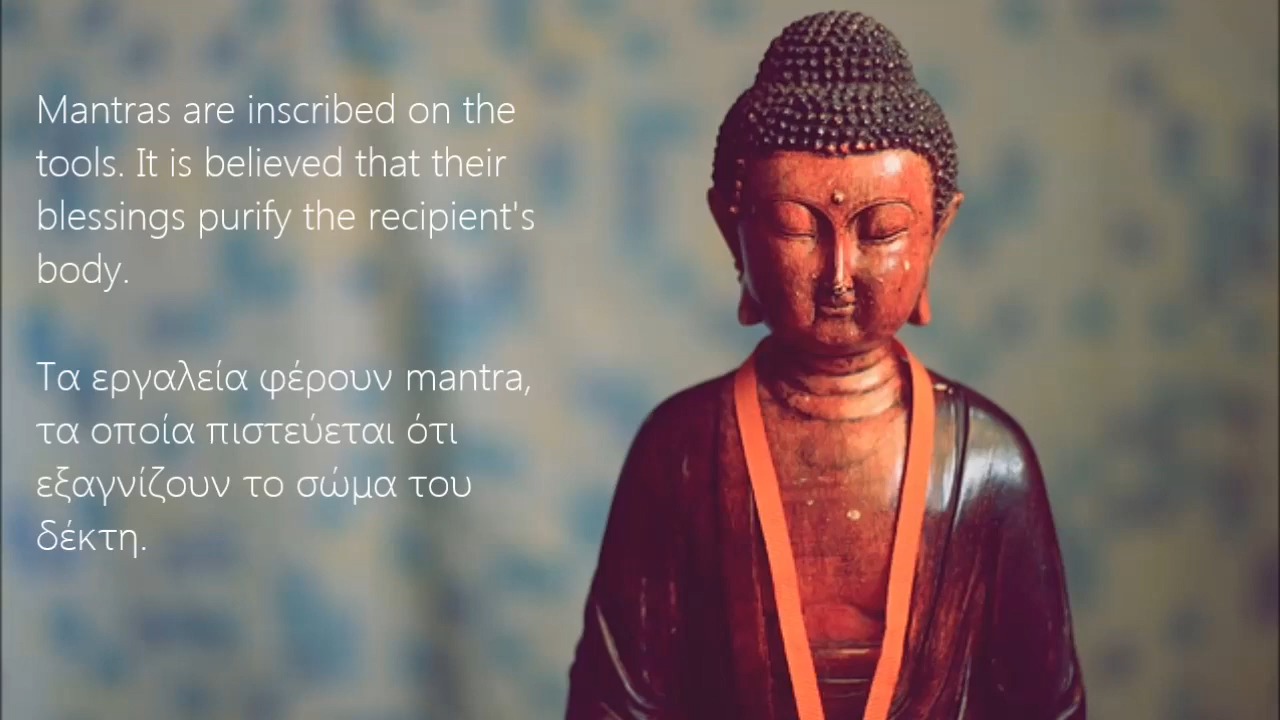 Mantras are inscribed on the
tools. It is believed that their
blessings purify the recipient's
body.
Τα εργαλεία φέρουν mantra,
τα οποία πιστεύεται ότι
εξαγνίζουν το σώμα του
δέκτη.